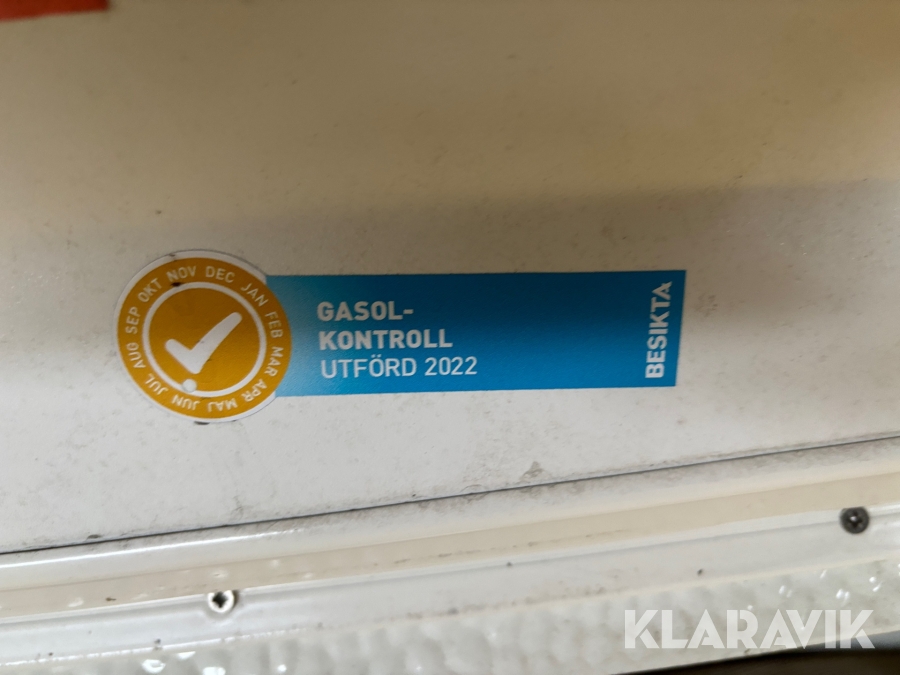 JAN FEB MAR APR MAJ JUN JUL AUG SEP OKT NOV DEC
GASOL-
KONTROLL
UTFÖRD 2022
BESIKTA
KLARAVIK